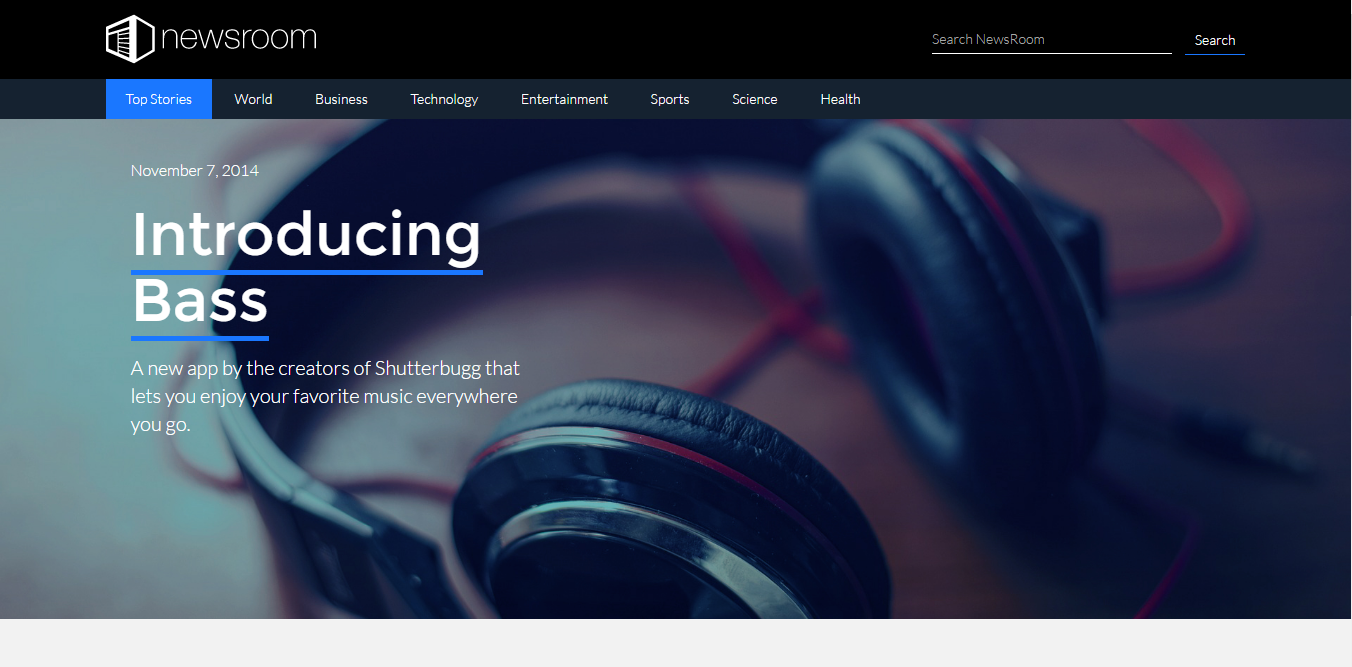 newsroom
Search NewsRoom
Search
Top Stories World Business Technology Entertainment Sports Science Health
November 7, 2014
Introducing
Bass
A new app by the creators of Shutterbugg that
lets you enjoy your favorite music everywhere
you go.